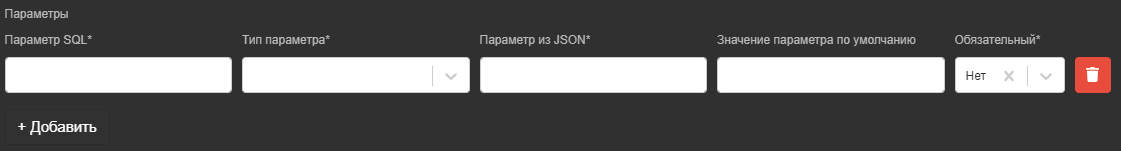 Параметры
Параметр SQL* Тип параметра* Параметр из JSON* Значение параметра по умолчанию Обязательный*
Нет
+ Добавить